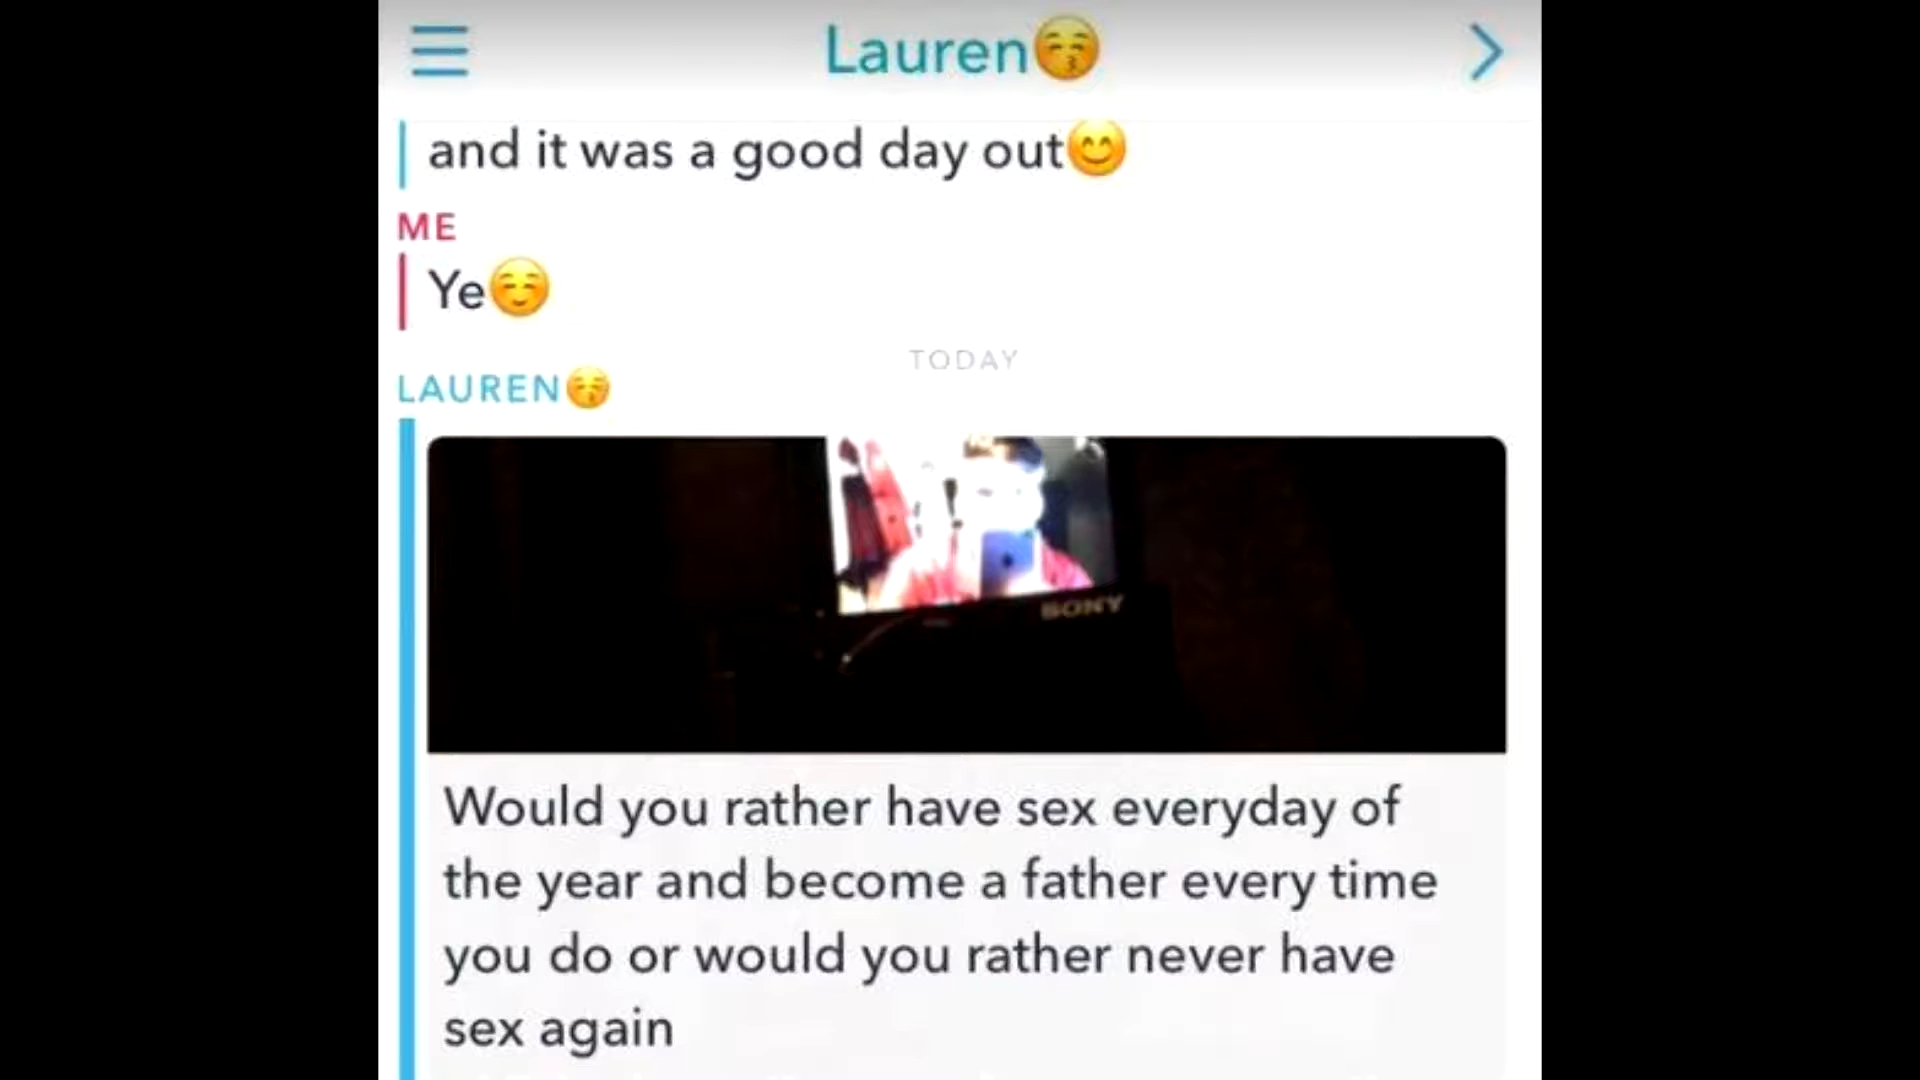 Lauren😚
and it was a good day out😊
ME
Ye☺️
TODAY
LAUREN😚
SONY
Would you rather have sex everyday of
the year and become a father every time
you do or would you rather never have
sex again